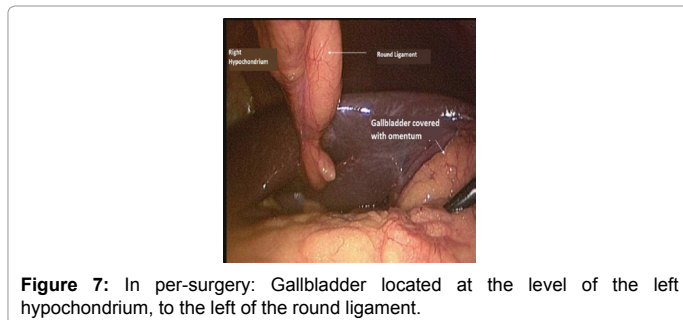 Right
Hypochondrium
Round Ligament
Gallbladder covered
with omentum
Figure 7: In per-surgery: Gallbladder located at the level of the left
hypochondrium, to the left of the round ligament.